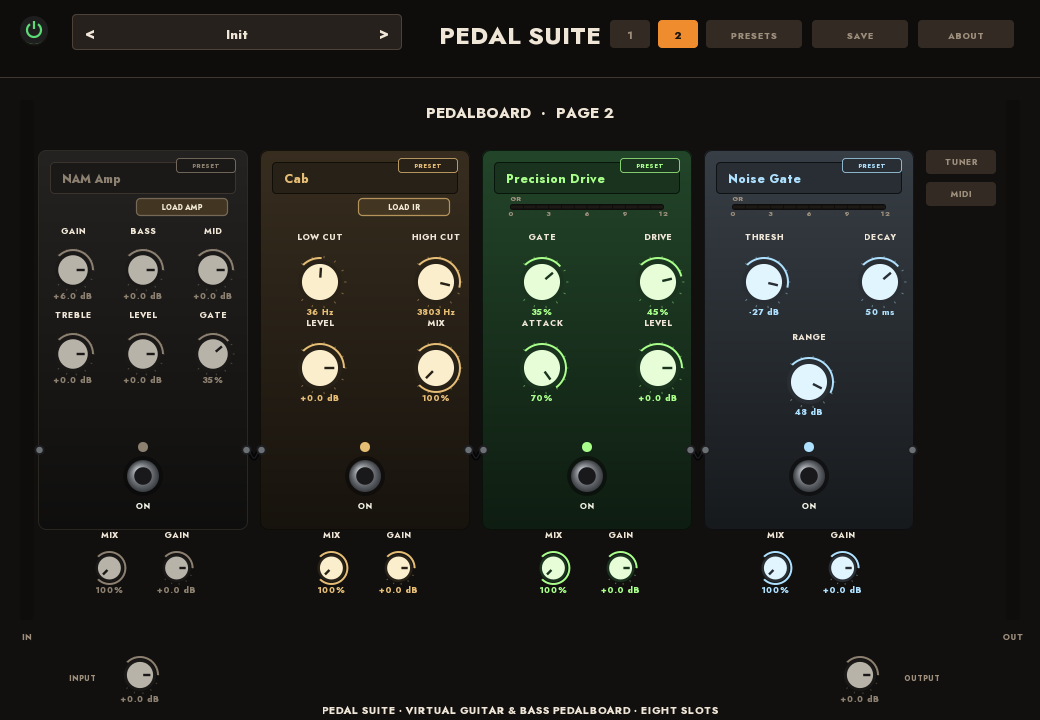 < Init >
PEDAL SUITE 1 2 PRESETS SAVE ABOUT
PEDALBOARD · PAGE 2
PRESET PRESET PRESET PRESET
NAM Amp Cab Precision Drive Noise Gate
TUNER
MIDI
LOAD AMP LOAD IR
GR GR
0 3 6 9 12 0 3 6 9 12
GAIN BASS MID LOW CUT HIGH CUT GATE DRIVE THRESH DECAY
+6.0 dB +0.0 dB +0.0 dB
36 Hz 3803 Hz 35% 45% -27 dB 50 ms
TREBLE LEVEL GATE
LEVEL MIX ATTACK LEVEL
RANGE
+0.0 dB +0.0 dB 35%
+0.0 dB 100% 70% +0.0 dB
48 dB
ON ON ON ON
MIX GAIN MIX GAIN MIX GAIN MIX GAIN
100% +0.0 dB 100% +0.0 dB 100% +0.0 dB 100% +0.0 dB
IN OUT
INPUT OUTPUT
+0.0 dB +0.0 dB
PEDAL SUITE · VIRTUAL GUITAR & BASS PEDALBOARD · EIGHT SLOTS